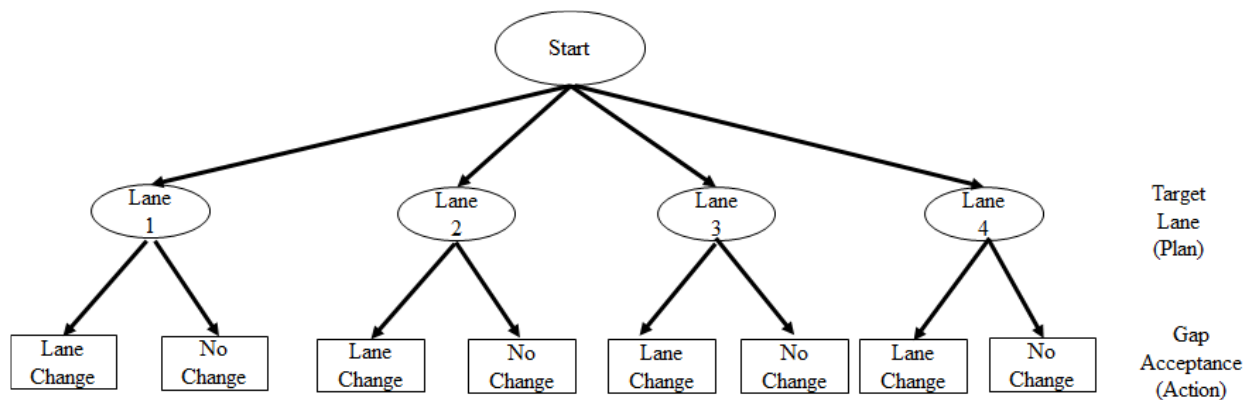 Start
Lane
1
Lane
2
Lane
3
Lane
4
Target
Lane
(Plan)
Lane
Change
No
Change
Lane
Change
No
Change
Lane
Change
No
Change
Lane
Change
No
Change
Gap
Acceptance
(Action)